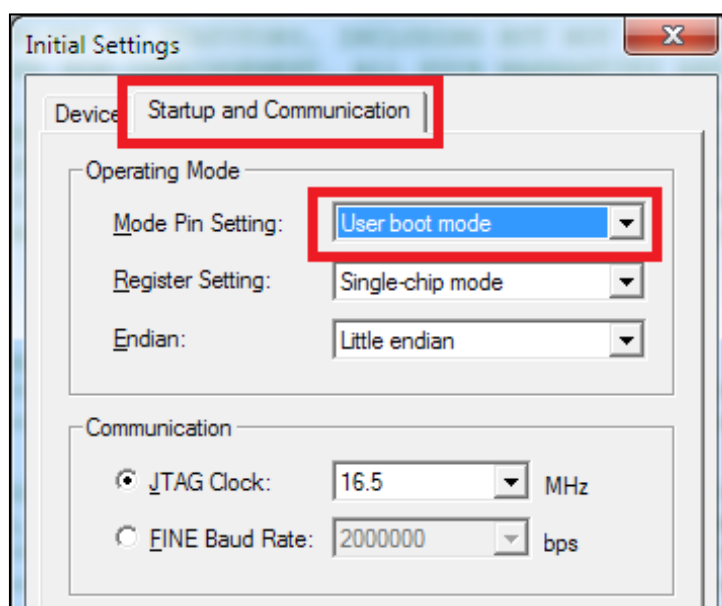 Initial Settings
Device Startup and Communication
Operating Mode
Mode Pin Setting: User boot mode
Register Setting: Single-chip mode
Endian: Little endian
Communication
JTAG Clock: 16.5 MHz
FINE Baud Rate: 2000000 bps